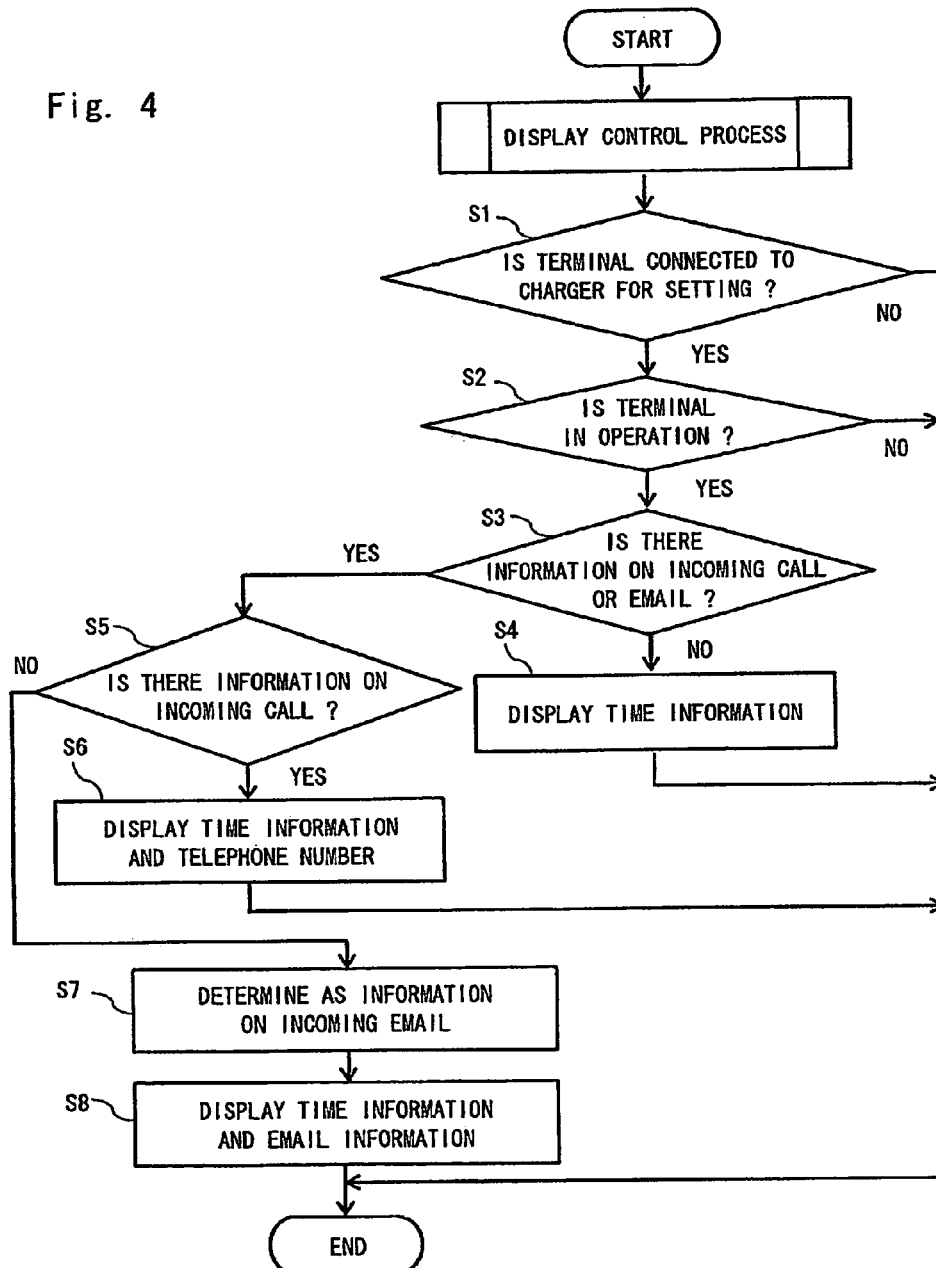 Fig. 4
START
DISPLAY CONTROL PROCESS
S1
IS TERMINAL CONNECTED TO
CHARGER FOR SETTING ?
NO
YES
S2
IS TERMINAL
IN OPERATION ?
NO
YES
S3
IS THERE
INFORMATION ON INCOMING CALL
OR EMAIL ?
YES
NO
S4
DISPLAY TIME INFORMATION
S5
NO
IS THERE INFORMATION ON
INCOMING CALL ?
YES
S6
DISPLAY TIME INFORMATION
AND TELEPHONE NUMBER
S7
DETERMINE AS INFORMATION
ON INCOMING EMAIL
S8
DISPLAY TIME INFORMATION
AND EMAIL INFORMATION
END